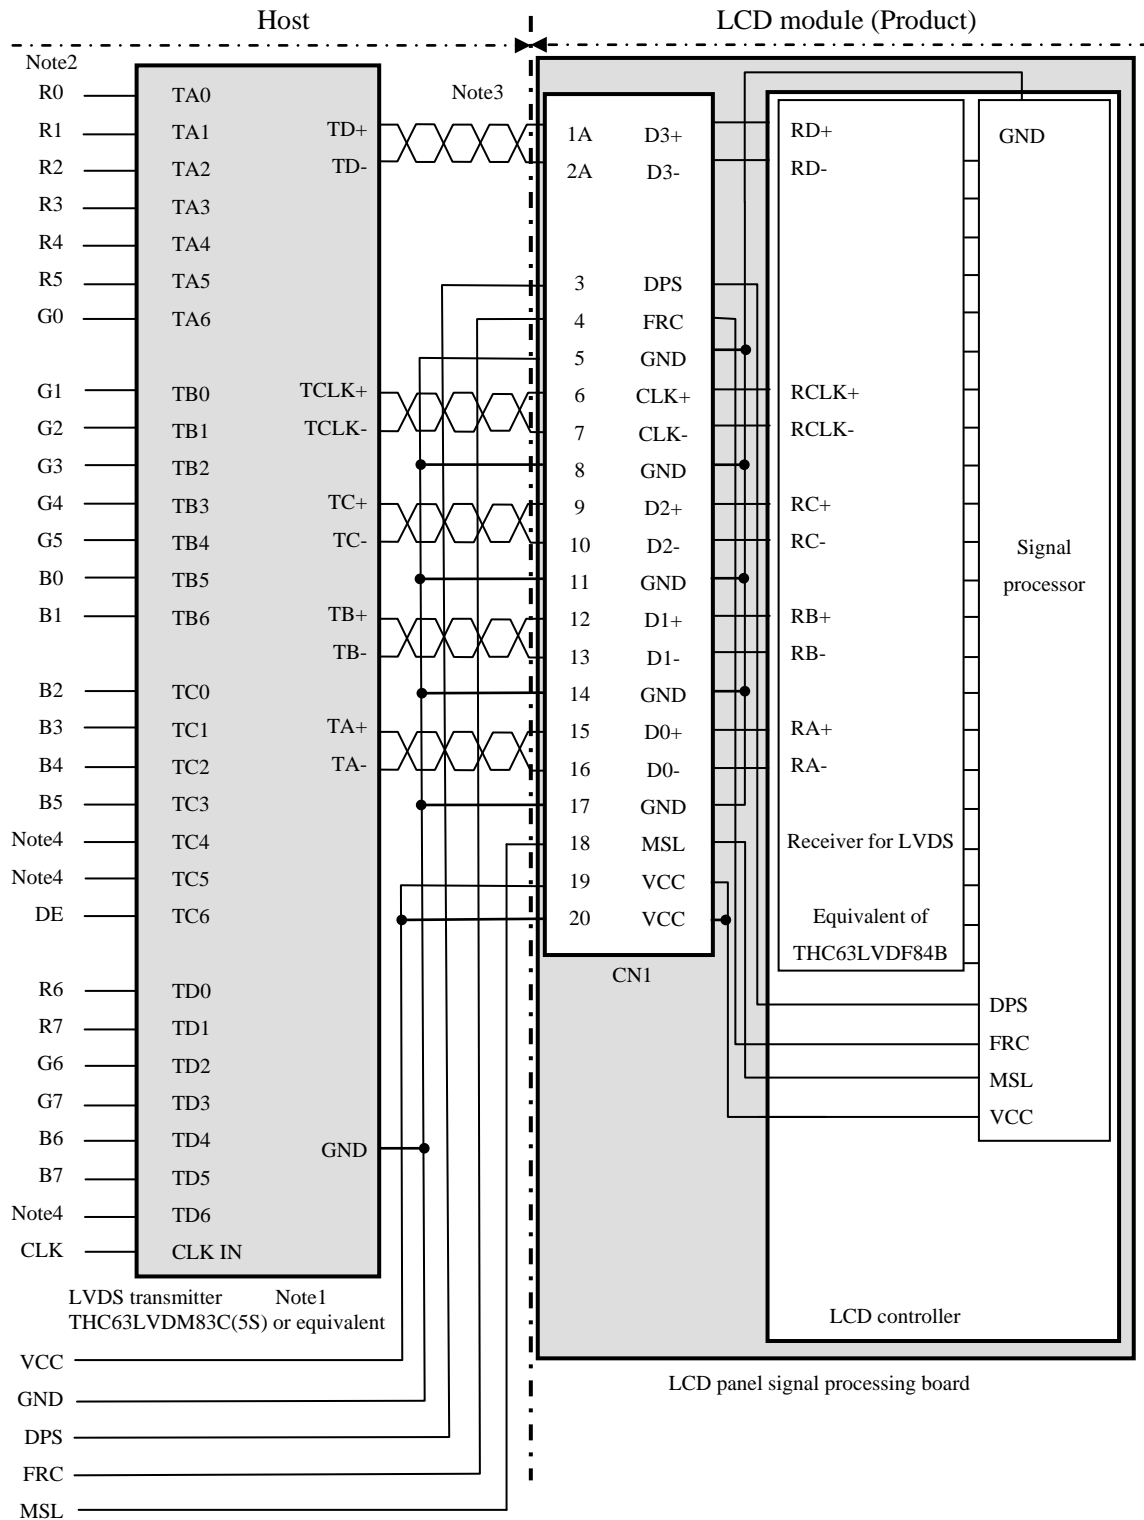 Host
LCD module (Product)
Note2
R0 TA0
Note3
R1 TA1 TD+ 1A D3+ RD+ GND
R2 TA2 TD- 2A D3- RD-
R3 TA3
R4 TA4
R5 TA5 3 DPS
G0 TA6 4 FRC
5 GND
G1 TB0 TCLK+ 6 CLK+ RCLK+
G2 TB1 TCLK- 7 CLK- RCLK-
G3 TB2 8 GND
G4 TB3 TC+ 9 D2+ RC+
G5 TB4 TC- 10 D2- RC-
Signal
B0 TB5 11 GND
processor
B1 TB6 TB+ 12 D1+ RB+
TB- 13 D1- RB-
B2 TC0 14 GND
B3 TC1 TA+ 15 D0+ RA+
B4 TC2 TA- 16 D0- RA-
B5 TC3 17 GND
Note4 TC4 18 MSL Receiver for LVDS
Note4 TC5 19 VCC
DE TC6 20 VCC Equivalent of
THC63LVDF84B
CN1
R6 TD0
DPS
R7 TD1
FRC
G6 TD2
MSL
G7 TD3
VCC
B6 TD4 GND
B7 TD5
Note4 TD6
CLK CLK IN
LVDS transmitter Note1
THC63LVDM83C(5S) or equivalent
LCD controller
VCC
LCD panel signal processing board
GND
DPS
FRC
MSL